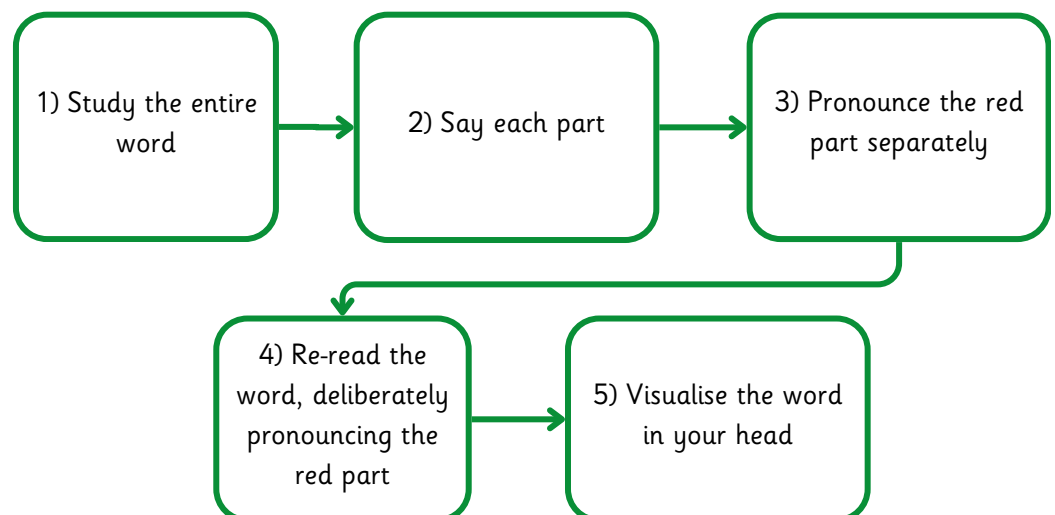 1) Study the entire
word
2) Say each part
3) Pronounce the red
part separately
4) Re-read the
word, deliberately
pronouncing the
red part
5) Visualise the word
in your head